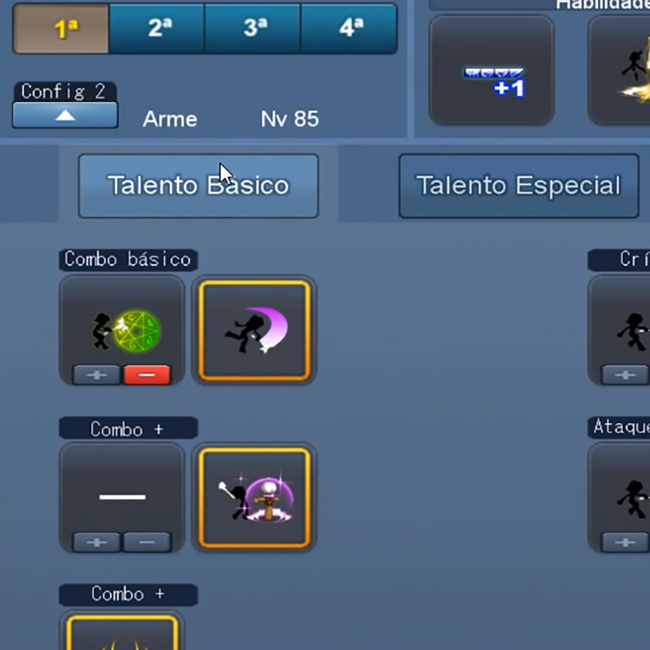 1ª 2ª 3ª 4ª
Config 2
Arme Nv 85
+1
Talento Básico
Talento Especial
Combo básico
Combo +
Combo +